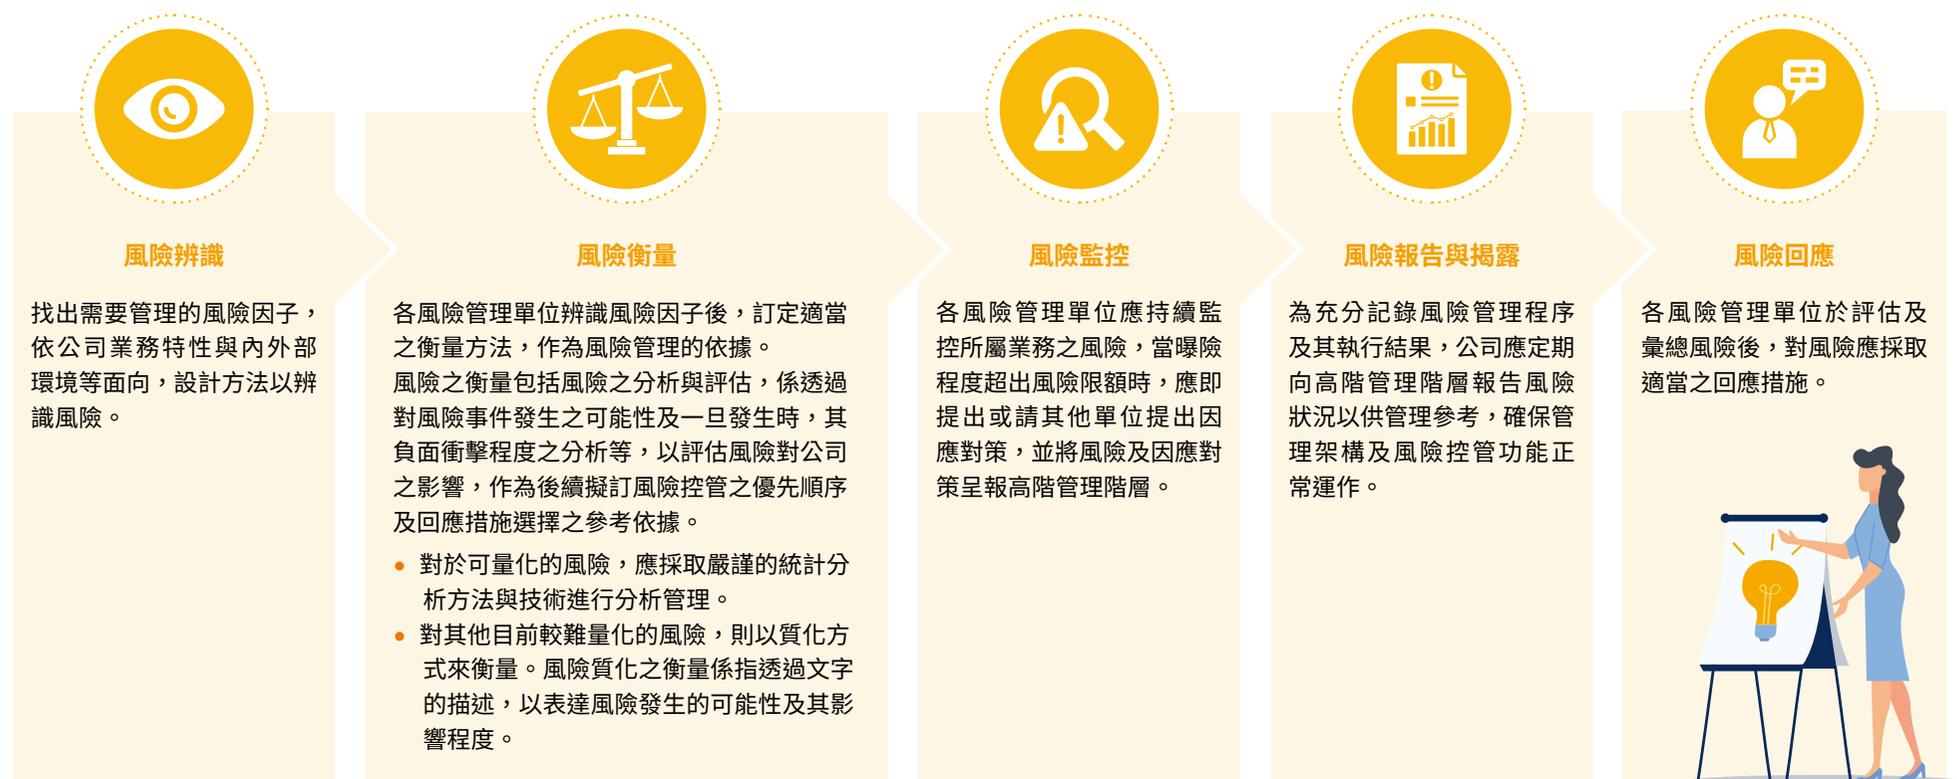 風險辨識
找出需要管理的風險因子，
依公司業務特性與內外部
環境等面向，設計方法以辨
識風險。
風險衡量
各風險管理單位辨識風險因子後，訂定適當
之衡量方法，作為風險管理的依據。
風險之衡量包括風險之分析與評估，係透過
對風險事件發生之可能性及一旦發生時，其
負面衝擊程度之分析等，以評估風險對公司
之影響，作為後續擬訂風險控管之優先順序
及回應措施選擇之參考依據。
• 對於可量化的風險，應採取嚴謹的統計分
析方法與技術進行分析管理。
• 對其他目前較難量化的風險，則以質化方
式來衡量。風險質化之衡量係指透過文字
的描述，以表達風險發生的可能性及其影
響程度。
風險監控
各風險管理單位應持續監
控所屬業務之風險，當曝險
程度超出風險限額時，應即
提出或請其他單位提出因
應對策，並將風險及因應對
策呈報高階管理階層。
風險報告與揭露
為充分記錄風險管理程序
及其執行結果，公司應定期
向高階管理階層報告風險
狀況以供管理參考，確保管
理架構及風險控管功能正
常運作。
風險回應
各風險管理單位於評估及
彙總風險後，對風險應採取
適當之回應措施。